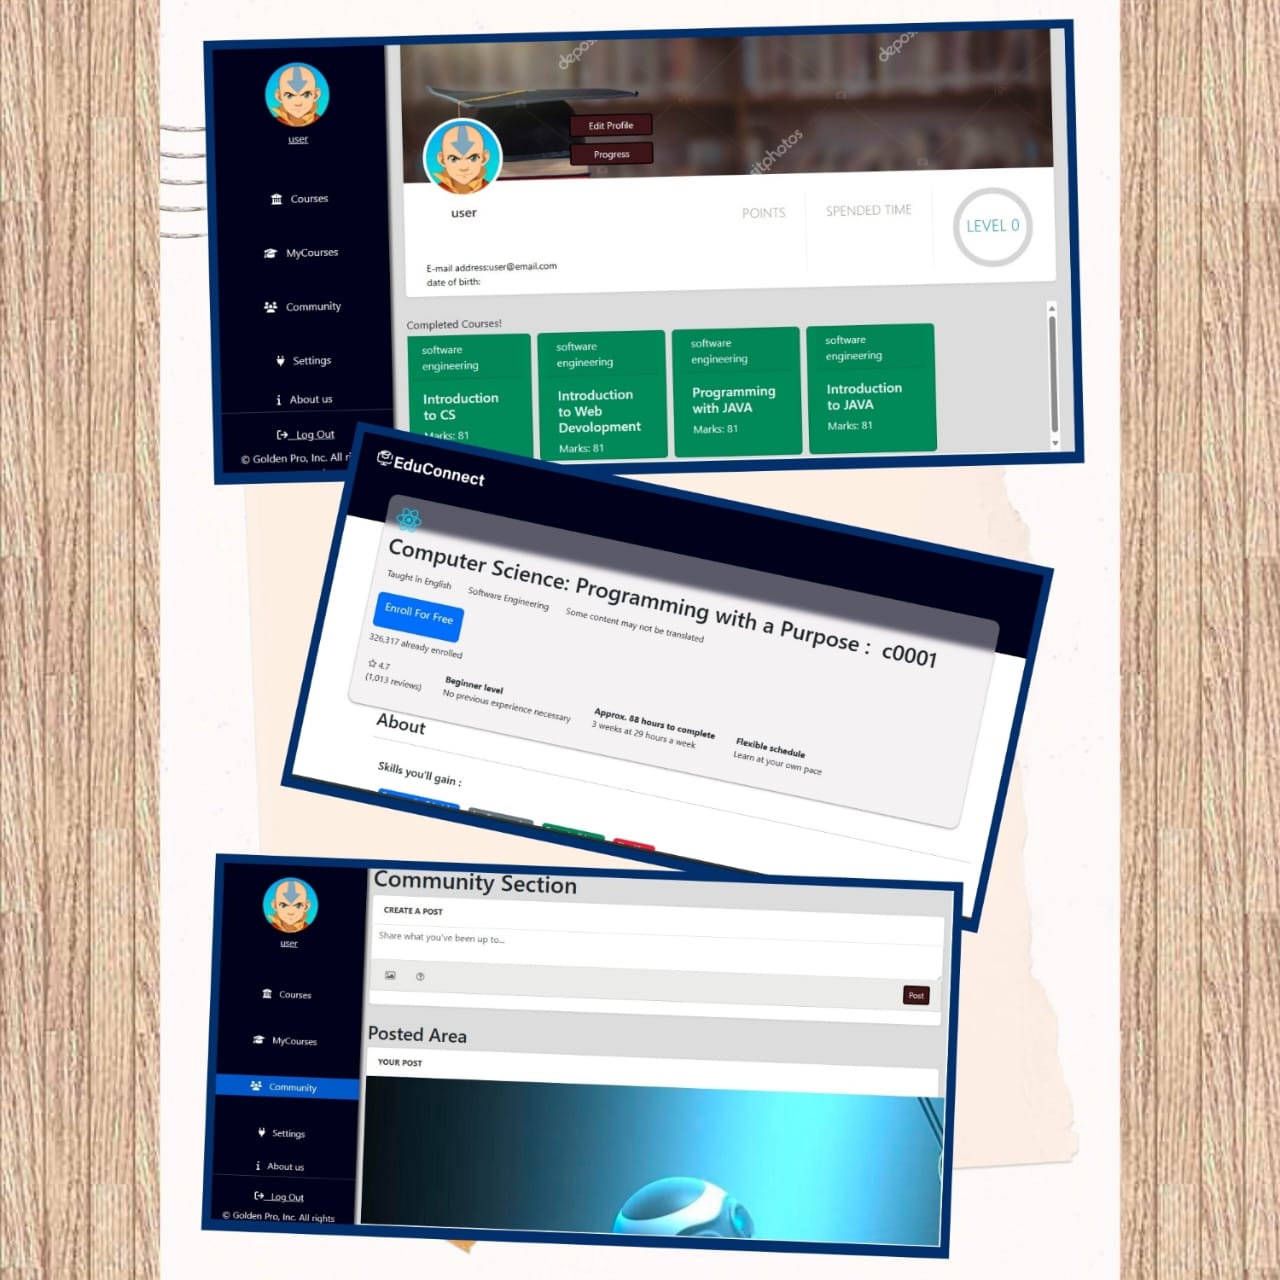 user
Courses
MyCourses
Community
Settings
About us
Log Out
© Golden Pro, Inc. All
Edit Profile
Progress
user
POINTS
SPENDED TIME
LEVEL 0
E-mail address:user@email.com
date of birth:
Completed Courses!
software
engineering
Introduction
to CS
Marks: 81
software
engineering
Introduction
to Web
Devolopment
Marks: 81
software
engineering
Programming
with JAVA
Marks: 81
software
engineering
Introduction
to JAVA
Marks: 81
EduConnect
Computer Science: Programming with a Purpose : c0001
Taught in English Software Engineering Some content may not be translated
Enroll For Free
326,317 already enrolled
4.7
(1,013 reviews)
Beginner level
No previous experience necessary
Approx. 88 hours to complete
3 weeks at 29 hours a week
Flexible schedule
Learn at your own pace
About
Skills you'll gain :
user
Courses
MyCourses
Community
Settings
About us
Log Out
© Golden Pro, Inc. All rights
Community Section
CREATE A POST
Share what you've been up to...
Post
Posted Area
YOUR POST